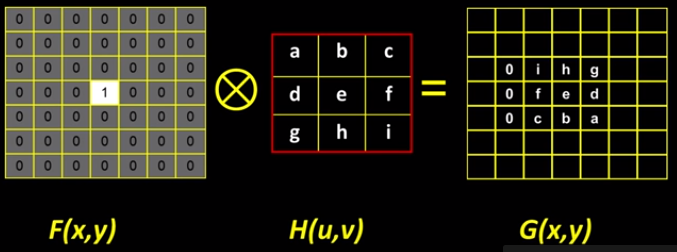 0 0 0 0 0 0 0
0 0 0 0 0 0 0
0 0 0 0 0 0 0
0 0 0 1 0 0 0
0 0 0 0 0 0 0
0 0 0 0 0 0 0
0 0 0 0 0 0 0
⊗
a b c
d e f
g h i
=
0 i h g
0 f e d
0 c b a
F(x,y)
H(u,v)
G(x,y)